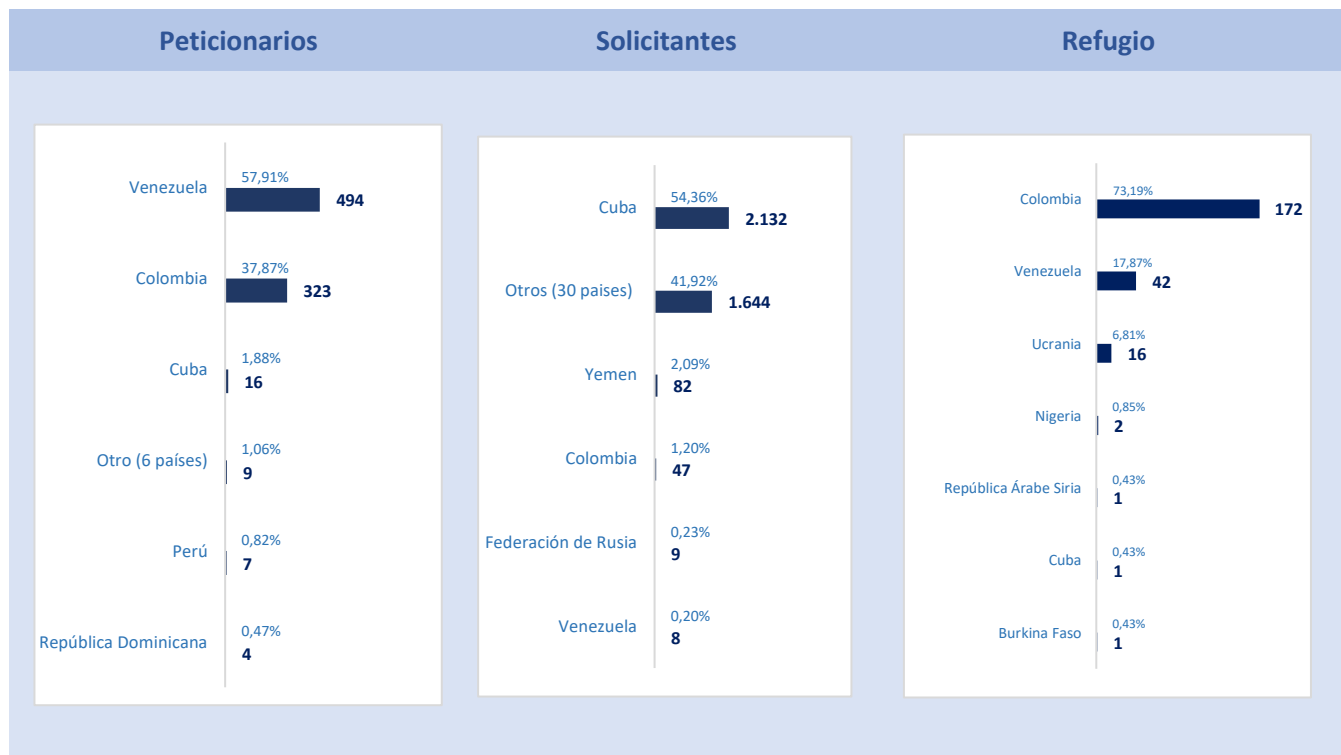 Peticionarios
Solicitantes
Refugio
Venezuela
57,91%
494
Colombia
37,87%
323
Cuba
1,88%
16
Otro (6 países)
1,06%
9
Perú
0,82%
7
República Dominicana
0,47%
4
Cuba
54,36%
2.132
Otros (30 paises)
41,92%
1.644
Yemen
2,09%
82
Colombia
1,20%
47
Federación de Rusia
0,23%
9
Venezuela
0,20%
8
Colombia
73,19%
172
Venezuela
17,87%
42
Ucrania
6,81%
16
Nigeria
0,85%
2
República Árabe Siria
0,43%
1
Cuba
0,43%
1
Burkina Faso
0,43%
1